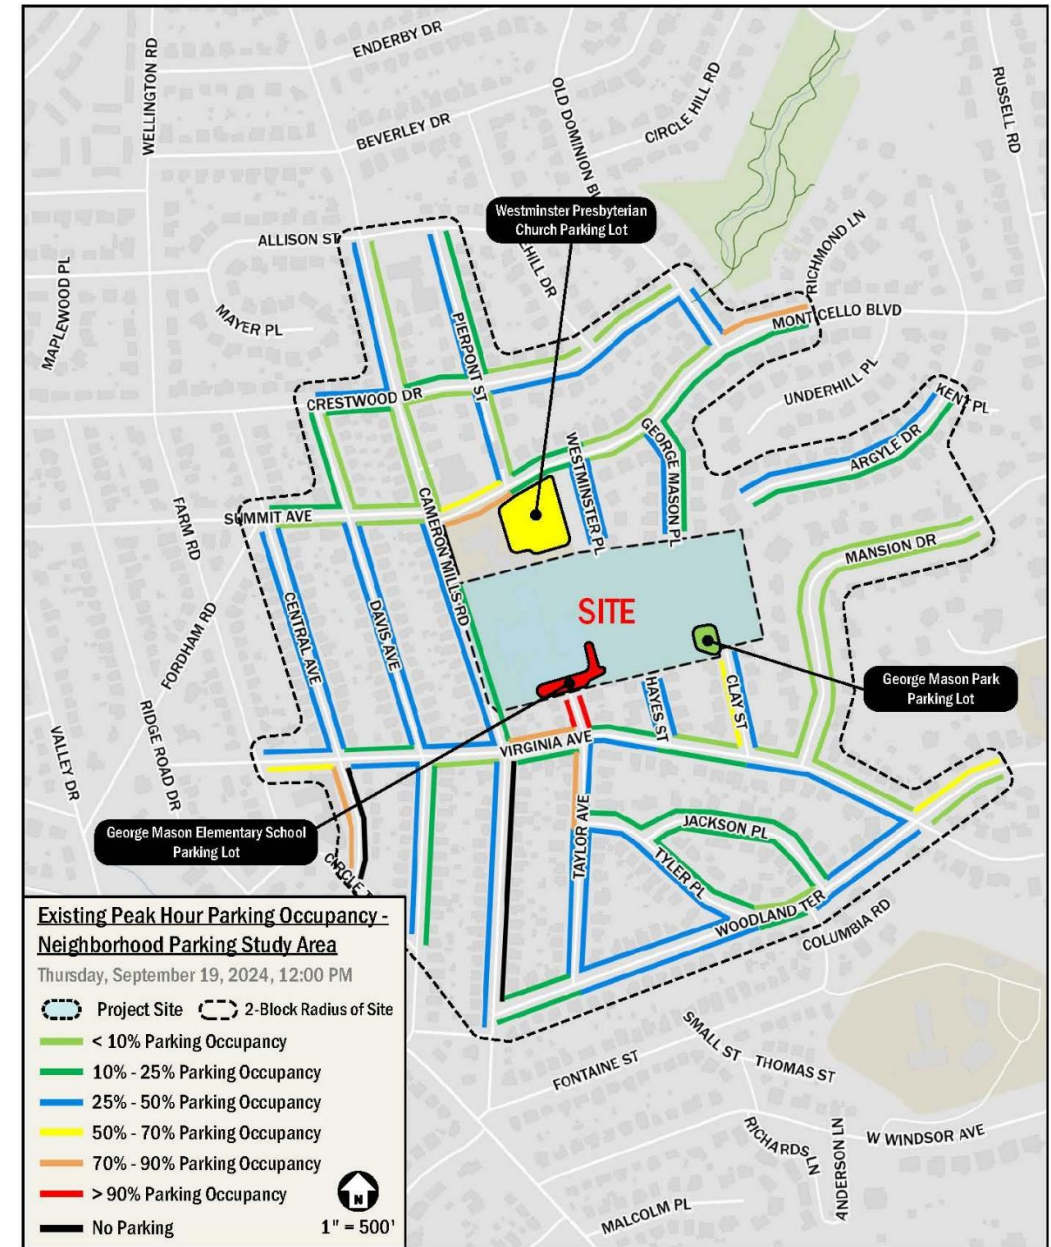 ENDERBY DR
WELLINGTON RD
BEVERLEY DR
OLD DOMINION
CIRCLE HILL RD
RUSSELL RD
Westminster Presbyterian
Church Parking Lot
ALLISON ST
EHILL DR
RICHMOND LN
MAPLEWOOD PL
MAYER PL
PIERPONT ST
MONTICELLO BLVD
CRESTWOOD DR
UNDERHILL PL
KENT PL
GEORGE MASON PL
WESTMINSTER PL
ARGYLE DR
SUMMIT AVE
CAMERON MILLS RD
FARM RD
MANSION DR
CENTRAL AVE
DAVIS AVE
SITE
FORDHAM RD
HAYES ST
CLAY ST
George Mason Park
Parking Lot
RIDGE ROAD DR
VALLEY DR
VIRGINIA AVE
George Mason Elementary School
Parking Lot
TAYLOR AVE
JACKSON PL
TYLER PL
CIRCLE
WOODLAND TER
COLUMBIA RD
Existing Peak Hour Parking Occupancy -
Neighborhood Parking Study Area
Thursday, September 19, 2024, 12:00 PM
Project Site 2-Block Radius of Site
< 10% Parking Occupancy
10% - 25% Parking Occupancy
25% - 50% Parking Occupancy
50% - 70% Parking Occupancy
70% - 90% Parking Occupancy
> 90% Parking Occupancy
No Parking
N
1" = 500'
SMALL ST
THOMAS ST
FONTAINE ST
RICHARDS LN
ANDERSON LN
W WINDSOR AVE
MALCOLM PL